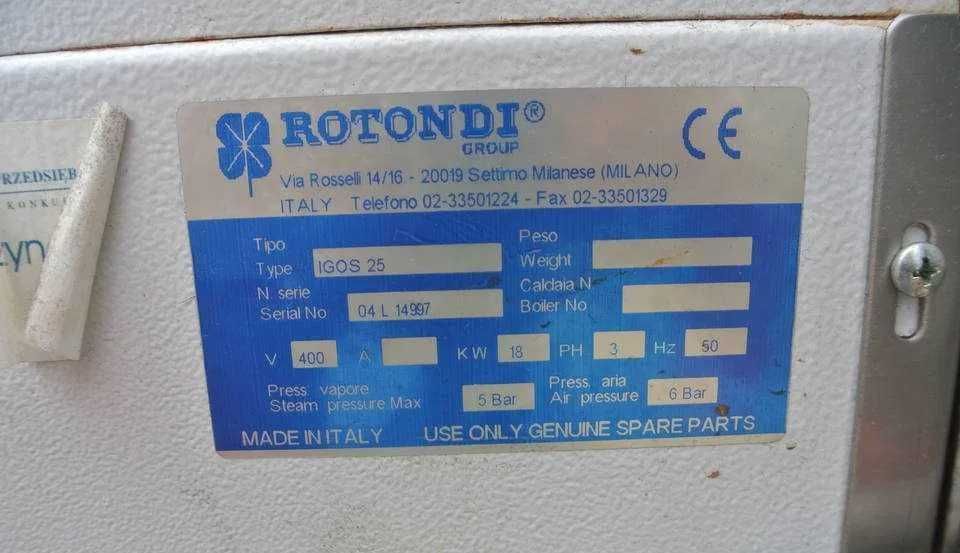 ROTONDI®
GROUP
CE
Via Rosselli 14/16 - 20019 Settimo Milanese (MILANO)
ITALY Telefono 02-33501224 - Fax 02-33501329
Tipo
Type IGOS 25
Peso
Weight
N. serie
Serial No 04 L 14997
Caldaia N
Boiler No
V 400 A KW 18 PH 3 Hz 50
Press. vapore
Steam pressure Max 5 Bar
Press. aria
Air pressure 6 Bar
MADE IN ITALY USE ONLY GENUINE SPARE PARTS